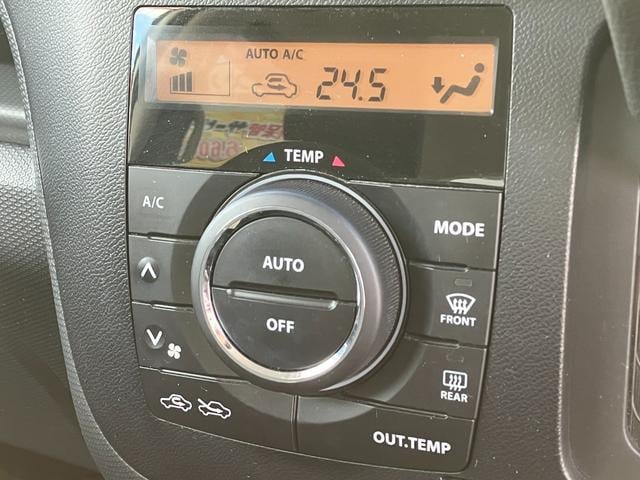 AUTO A/C
24.5
TEMP
A/C
MODE
AUTO
OFF
FRONT
REAR
OUT.TEMP